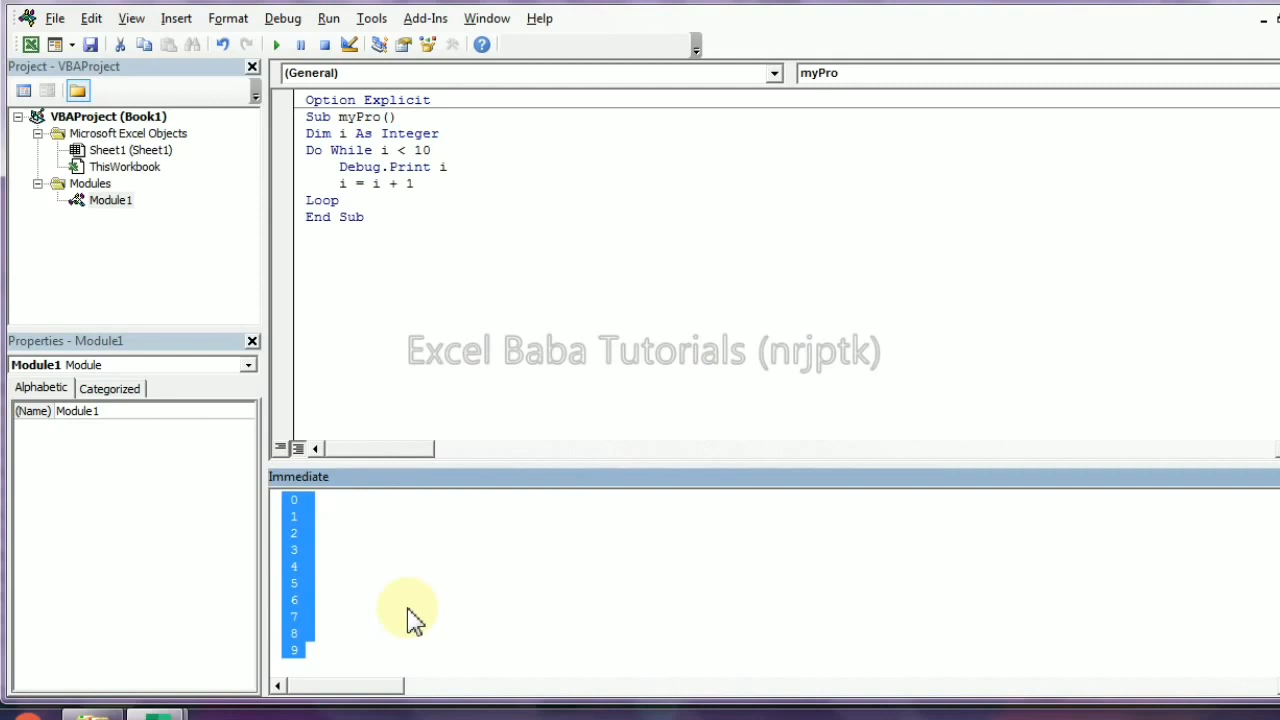 File Edit View Insert Format Debug Run Tools Add-Ins Window Help
Project - VBAProject
VBAProject (Book1)
Microsoft Excel Objects
Sheet1 (Sheet1)
ThisWorkbook
Modules
Module1
Properties - Module1
Module1 Module
Alphabetic Categorized
(Name) Module1
(General) myPro
Option Explicit
Sub myPro()
Dim i As Integer
Do While i < 10
    Debug.Print i
    i = i + 1
Loop
End Sub
Excel Baba Tutorials (nrjptk)
Immediate
0
1
2
3
4
5
6
7
8
9